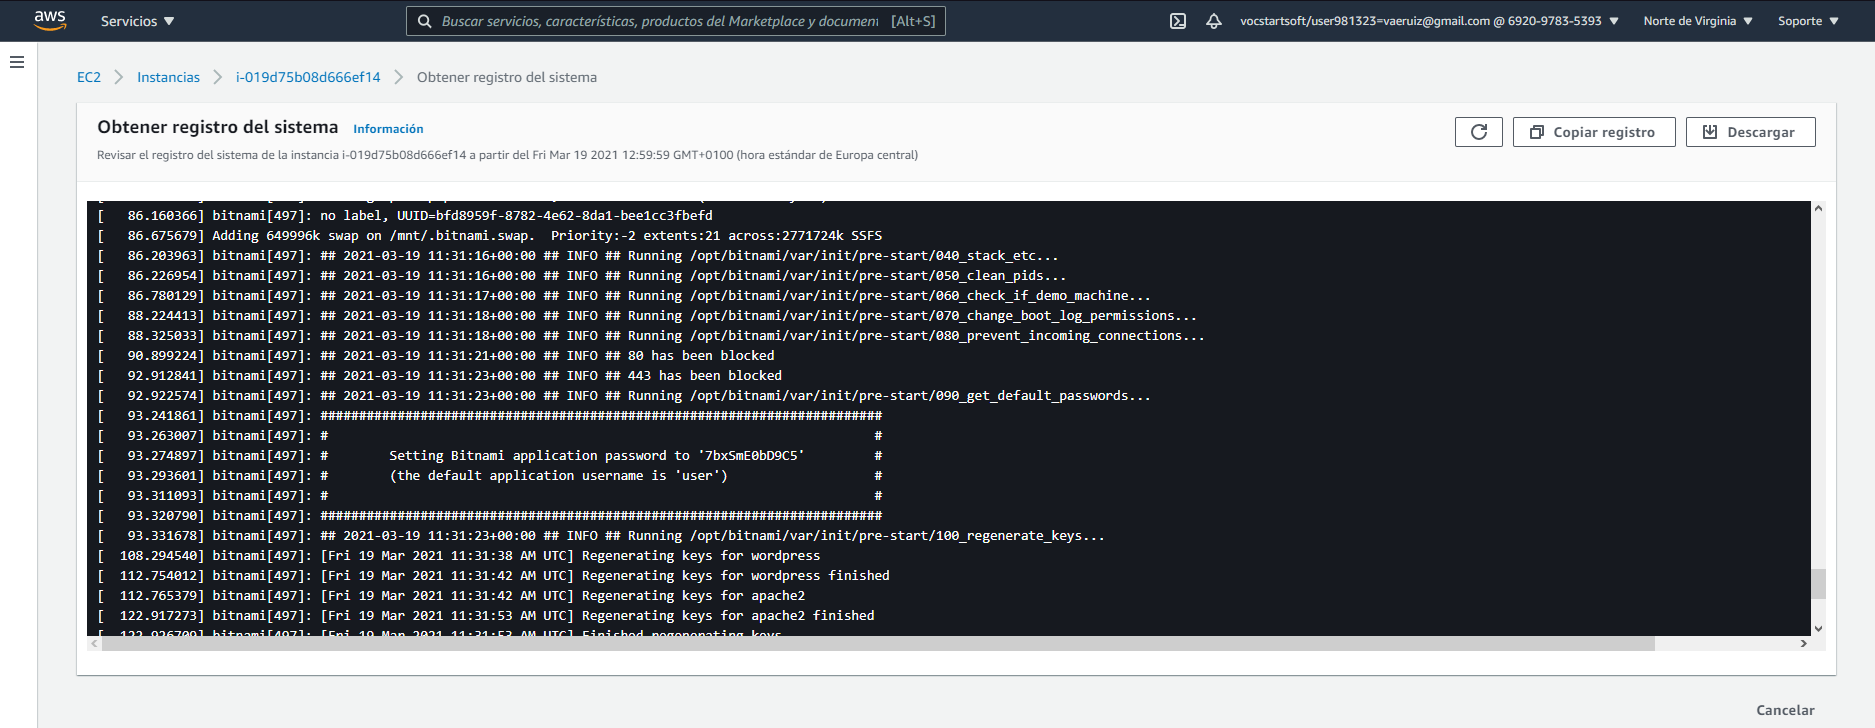 aws Servicios Buscar servicios, características, productos del Marketplace y document [Alt+S] vocstartsoft/user981323=vaeruiz@gmail.com @ 6920-9783-5393 Norte de Virginia Soporte
EC2 Instancias i-019d75b08d666ef14 Obtener registro del sistema
Obtener registro del sistema Información
Copiar registro Descargar
Revisar el registro del sistema de la instancia i-019d75b08d666ef14 a partir del Fri Mar 19 2021 12:59:59 GMT+0100 (hora estándar de Europa central)
[   86.160366] bitnami[497]: no label, UUID=bfd8959f-8782-4e62-8da1-bee1cc3fbefd
[   86.675679] Adding 649996k swap on /mnt/.bitnami.swap.  Priority:-2 extents:21 across:2771724k SSFS
[   86.203963] bitnami[497]: ## 2021-03-19 11:31:16+00:00 ## INFO ## Running /opt/bitnami/var/init/pre-start/040_stack_etc...
[   86.226954] bitnami[497]: ## 2021-03-19 11:31:16+00:00 ## INFO ## Running /opt/bitnami/var/init/pre-start/050_clean_pids...
[   86.780129] bitnami[497]: ## 2021-03-19 11:31:17+00:00 ## INFO ## Running /opt/bitnami/var/init/pre-start/060_check_if_demo_machine...
[   88.224413] bitnami[497]: ## 2021-03-19 11:31:18+00:00 ## INFO ## Running /opt/bitnami/var/init/pre-start/070_change_boot_log_permissions...
[   88.325033] bitnami[497]: ## 2021-03-19 11:31:18+00:00 ## INFO ## Running /opt/bitnami/var/init/pre-start/080_prevent_incoming_connections...
[   90.899224] bitnami[497]: ## 2021-03-19 11:31:21+00:00 ## INFO ## 80 has been blocked
[   92.912841] bitnami[497]: ## 2021-03-19 11:31:23+00:00 ## INFO ## 443 has been blocked
[   92.922574] bitnami[497]: ## 2021-03-19 11:31:23+00:00 ## INFO ## Running /opt/bitnami/var/init/pre-start/090_get_default_passwords...
[   93.241861] bitnami[497]: #########################################################################
[   93.263007] bitnami[497]: #                                                                       #
[   93.274897] bitnami[497]: #        Setting Bitnami application password to '7bxSmE0bD9C5'         #
[   93.293601] bitnami[497]: #        (the default application username is 'user')                   #
[   93.311093] bitnami[497]: #                                                                       #
[   93.320790] bitnami[497]: #########################################################################
[   93.331678] bitnami[497]: ## 2021-03-19 11:31:23+00:00 ## INFO ## Running /opt/bitnami/var/init/pre-start/100_regenerate_keys...
[  108.294540] bitnami[497]: [Fri 19 Mar 2021 11:31:38 AM UTC] Regenerating keys for wordpress
[  112.754012] bitnami[497]: [Fri 19 Mar 2021 11:31:42 AM UTC] Regenerating keys for wordpress finished
[  112.765379] bitnami[497]: [Fri 19 Mar 2021 11:31:42 AM UTC] Regenerating keys for apache2
[  122.917273] bitnami[497]: [Fri 19 Mar 2021 11:31:53 AM UTC] Regenerating keys for apache2 finished
[  122.926709] bitnami[497]: [Fri 19 Mar 2021 11:31:53 AM UTC] Finished regenerating keys
Cancelar